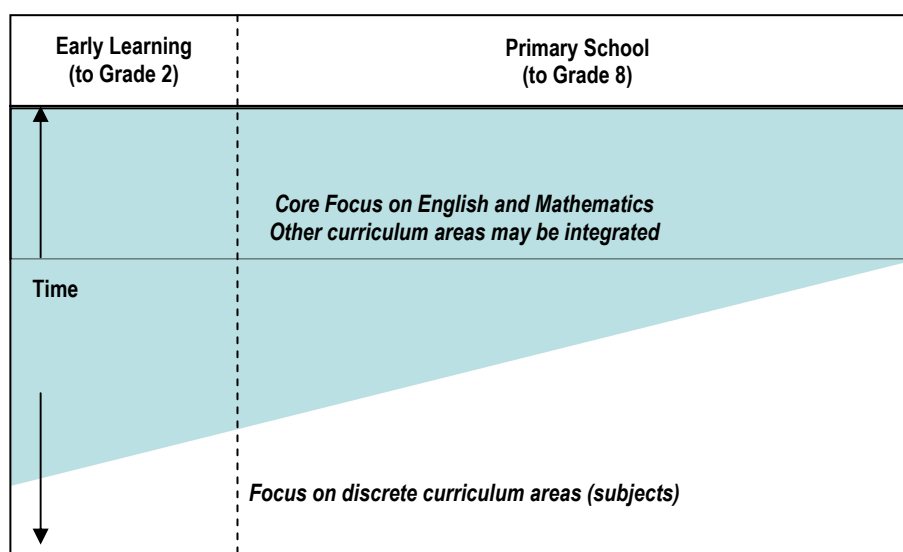 Early Learning
(to Grade 2)
Primary School
(to Grade 8)
Core Focus on English and Mathematics
Other curriculum areas may be integrated
Time
Focus on discrete curriculum areas (subjects)